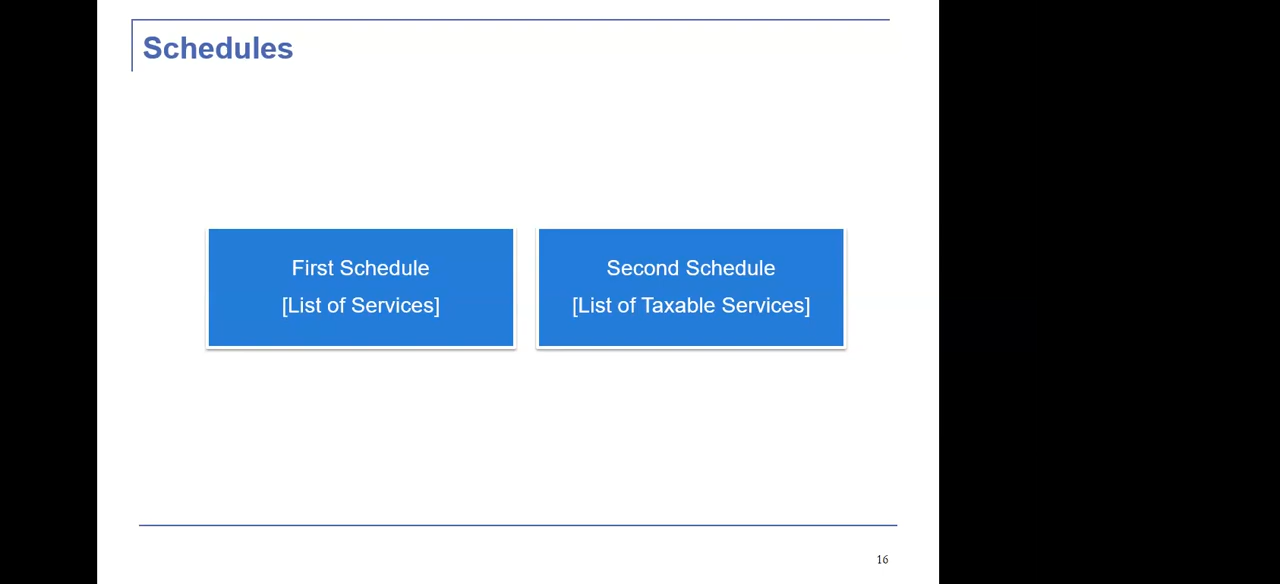 Schedules
First Schedule
[List of Services]
Second Schedule
[List of Taxable Services]
16